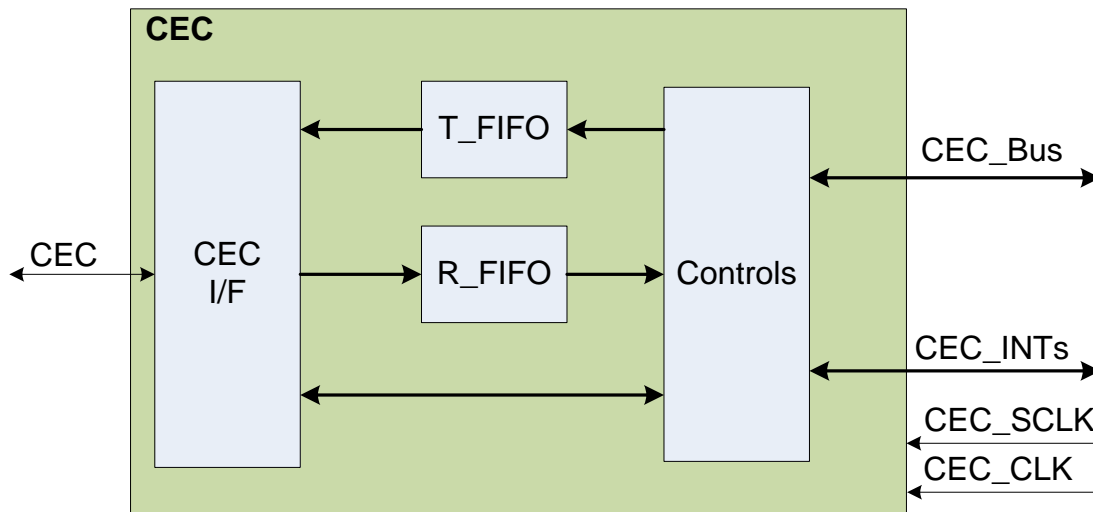 CEC
T_FIFO
CEC_Bus
CEC
CEC
I/F
R_FIFO
Controls
CEC_INTs
CEC_SCLK
CEC_CLK